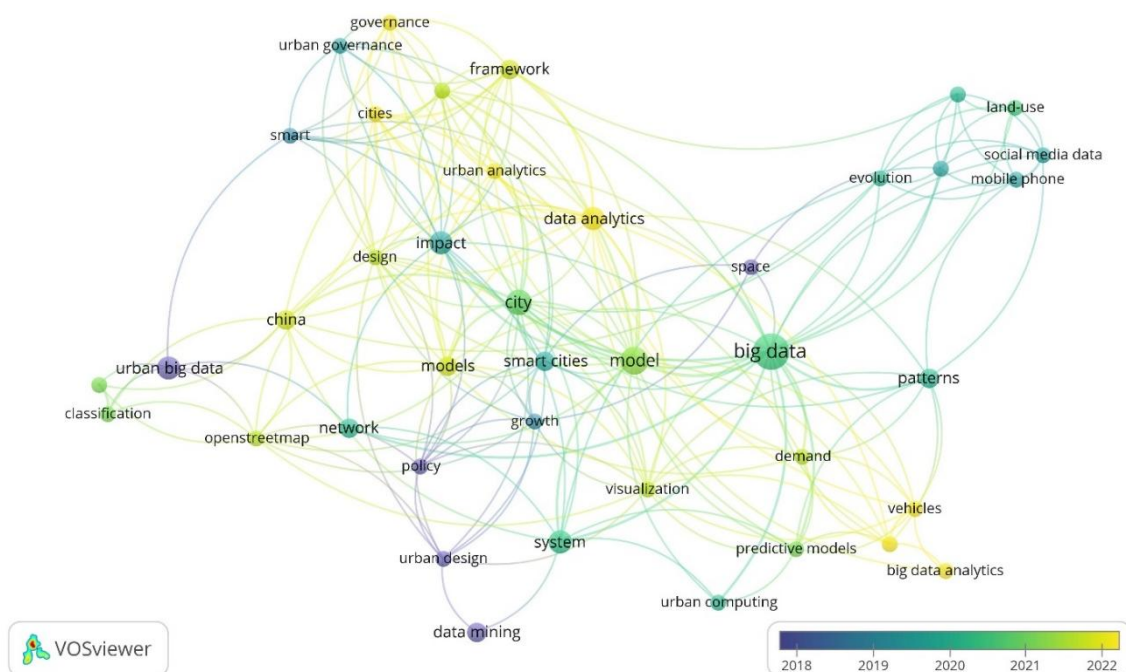 governance
urban governance
framework
cities
land-use
smart
social media data
urban analytics
evolution
mobile phone
data analytics
impact
design
space
city
china
big data
model
smart cities
models
urban big data
patterns
classification
growth
network
openstreetmap
demand
policy
visualization
vehicles
system
predictive models
urban design
big data analytics
urban computing
data mining
VOSviewer
2018 2019 2020 2021 2022